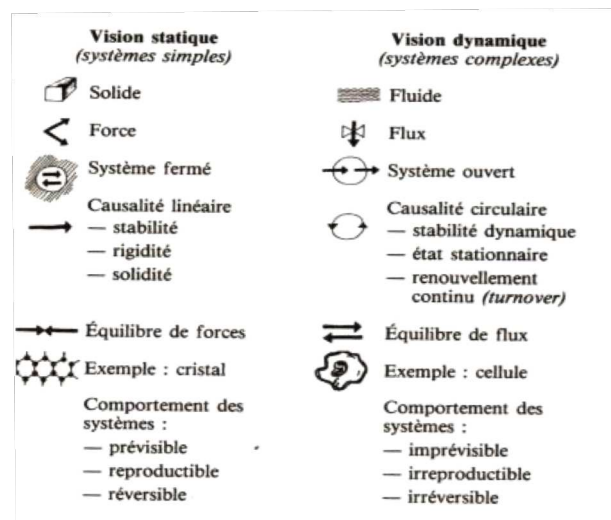 Vision statique
(systèmes simples)
Solide
Force
Système fermé
Causalité linéaire
— stabilité
— rigidité
— solidité
Équilibre de forces
Exemple : cristal
Comportement des
systèmes :
— prévisible
— reproductible
— réversible
Vision dynamique
(systèmes complexes)
Fluide
Flux
Système ouvert
Causalité circulaire
— stabilité dynamique
— état stationnaire
— renouvellement
continu (turnover)
Équilibre de flux
Exemple : cellule
Comportement des
systèmes :
— imprévisible
— irreproductible
— irréversible